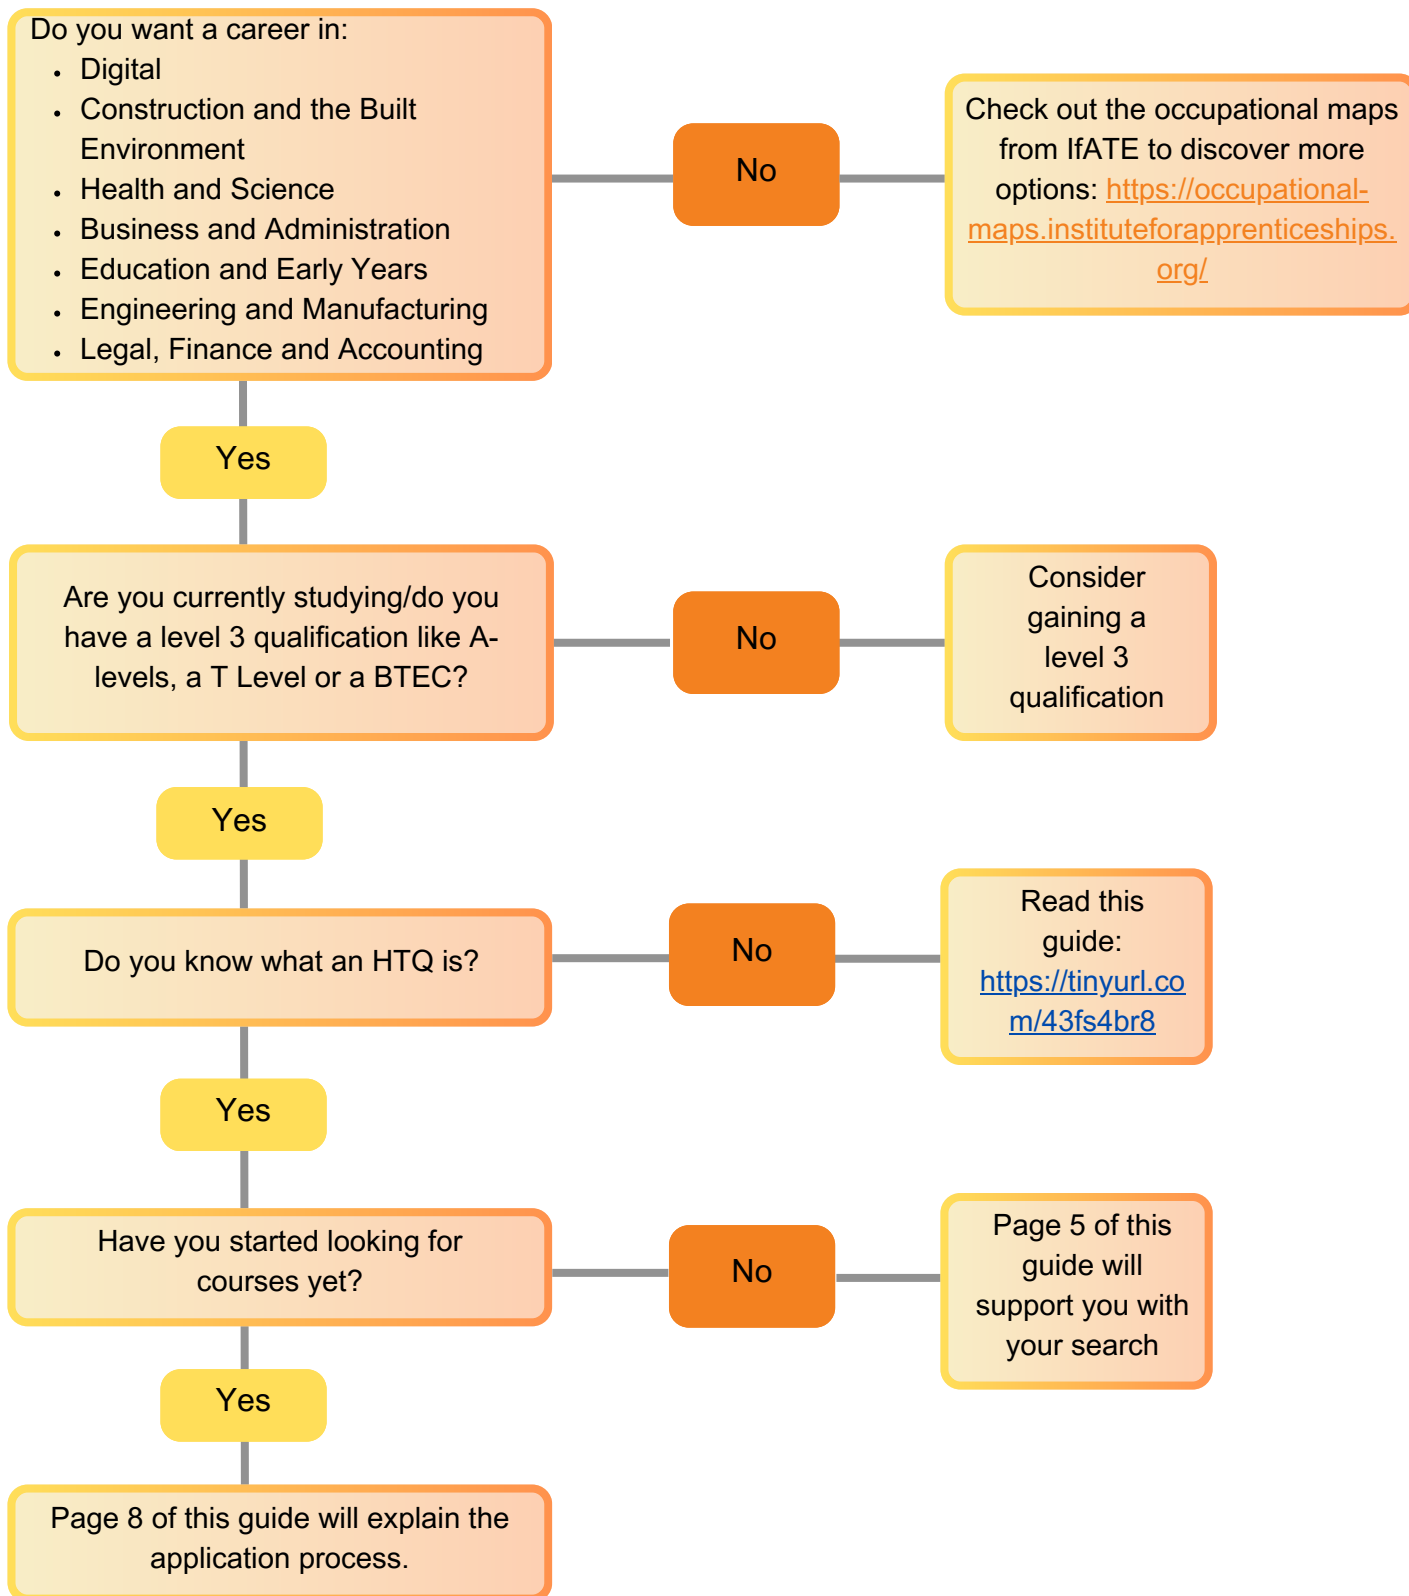 Do you want a career in:
• Digital
• Construction and the Built
Environment
• Health and Science
• Business and Administration
• Education and Early Years
• Engineering and Manufacturing
• Legal, Finance and Accounting
No
Check out the occupational maps
from IfATE to discover more
options: https://occupational-
maps.instituteforapprenticeships.
org/
Yes
Are you currently studying/do you
have a level 3 qualification like A-
levels, a T Level or a BTEC?
No
Consider
gaining a
level 3
qualification
Yes
Do you know what an HTQ is?
No
Read this
guide:
https://tinyurl.co
m/43fs4br8
Yes
Have you started looking for
courses yet?
No
Page 5 of this
guide will
support you with
your search
Yes
Page 8 of this guide will explain the
application process.